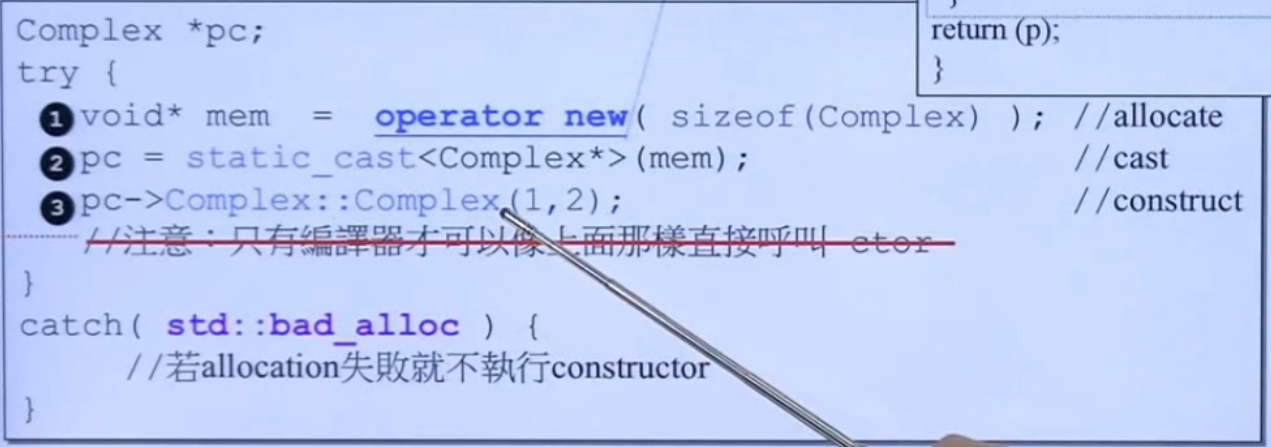 Complex *pc;
try {
❶void* mem = operator new( sizeof(Complex) ); //allocate
❷pc = static_cast<Complex*>(mem); //cast
❸pc->Complex::Complex(1,2); //construct
//注意：只有編譯器才可以像上面那樣直接呼叫 ctor
}
catch( std::bad_alloc ) {
//若allocation失敗就不執行constructor
}
}
return (p);
}